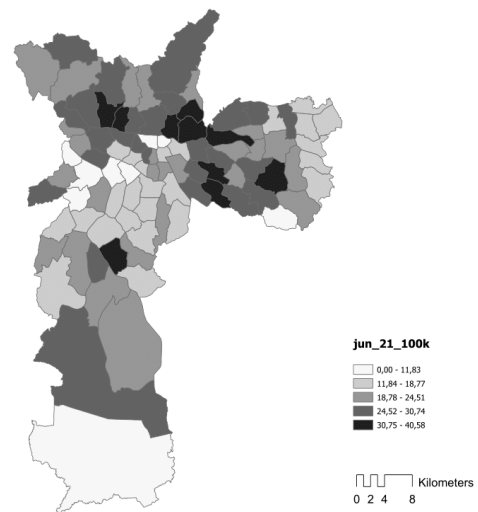 jun_21_100k
0,00 - 11,83
11,84 - 18,77
18,78 - 24,51
24,52 - 30,74
30,75 - 40,58
Kilometers
0 2 4 8